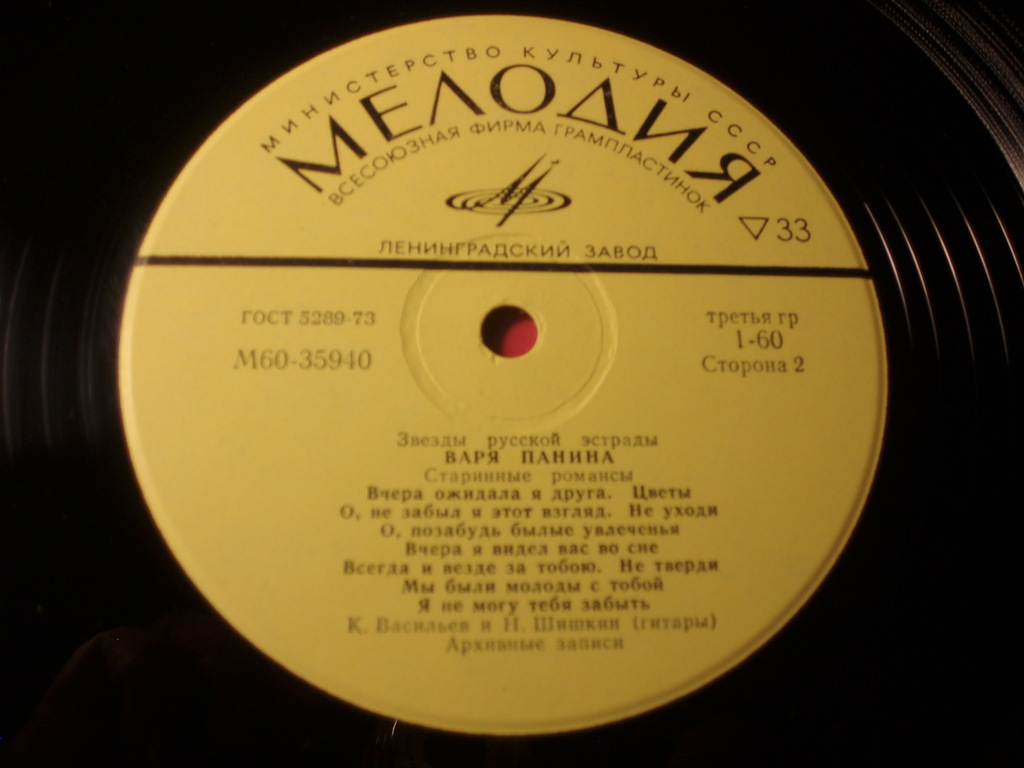 МИНИСТЕРСТВО КУЛЬТУРЫ СССР
МЕЛОДИЯ
ВСЕСОЮЗНАЯ ФИРМА ГРАМПЛАСТИНОК
33
ЛЕНИНГРАДСКИЙ ЗАВОД
ГОСТ 5289-73
М60-35940
третья гр
1-60
Сторона 2
Звезды русской эстрады
ВАРЯ ПАНИНА
Старинные романсы
Вчера ожидала я друга. Цветы
О, не забыл я этот взгляд. Не уходи
О, позабудь былые увлеченья
Вчера я видел вас во сне
Всегда и везде за тобою. Не тверди
Мы были молоды с тобой
Я не могу тебя забыть
К. Васильев и Н. Шишкин (гитары)
Архивные записи